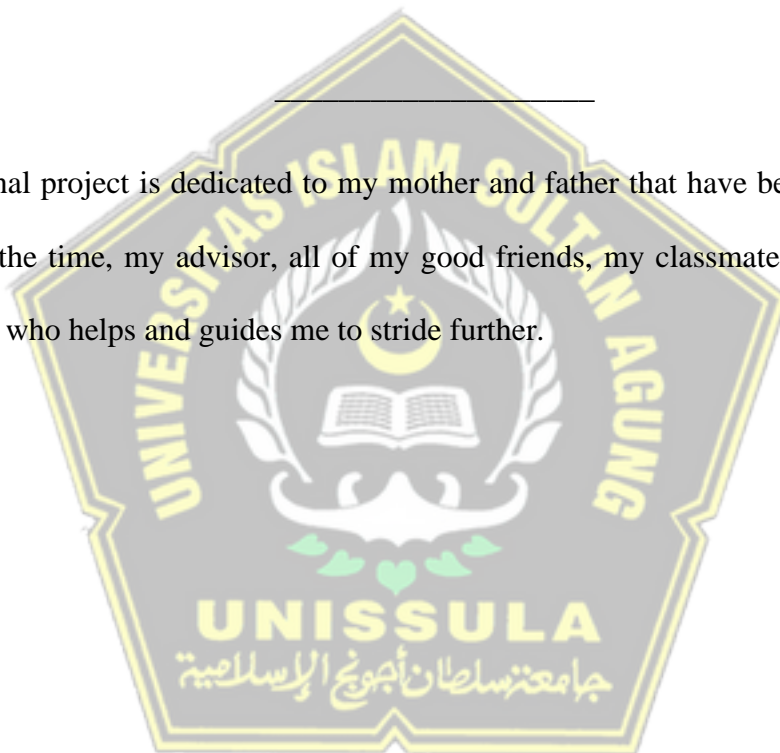 nal project is dedicated to my mother and father that have be
the time, my advisor, all of my good friends, my classmate
who helps and guides me to stride further.
UNIVERSITAS ISLAM SULTAN AGUNG
UNISSULA
جامعة سلطان أجونج الإسلامية